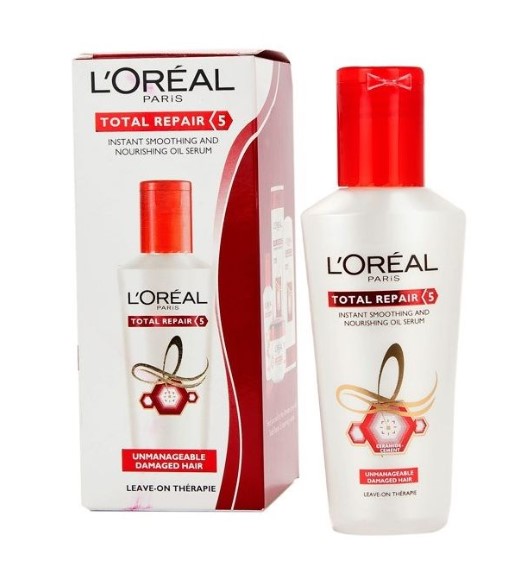 L'ORÉAL
PARIS
TOTAL REPAIR 5
INSTANT SMOOTHING AND
NOURISHING OIL SERUM
L'ORÉAL
TOTAL REPAIR 5
UNMANAGEABLE
DAMAGED HAIR
LEAVE-ON THÉRAPIE
L'ORÉAL
PARIS
TOTAL REPAIR 5
INSTANT SMOOTHING AND
NOURISHING OIL SERUM
CERAMIDE-
CEMENT
UNMANAGEABLE
DAMAGED HAIR
LEAVE-ON THÉRAPIE